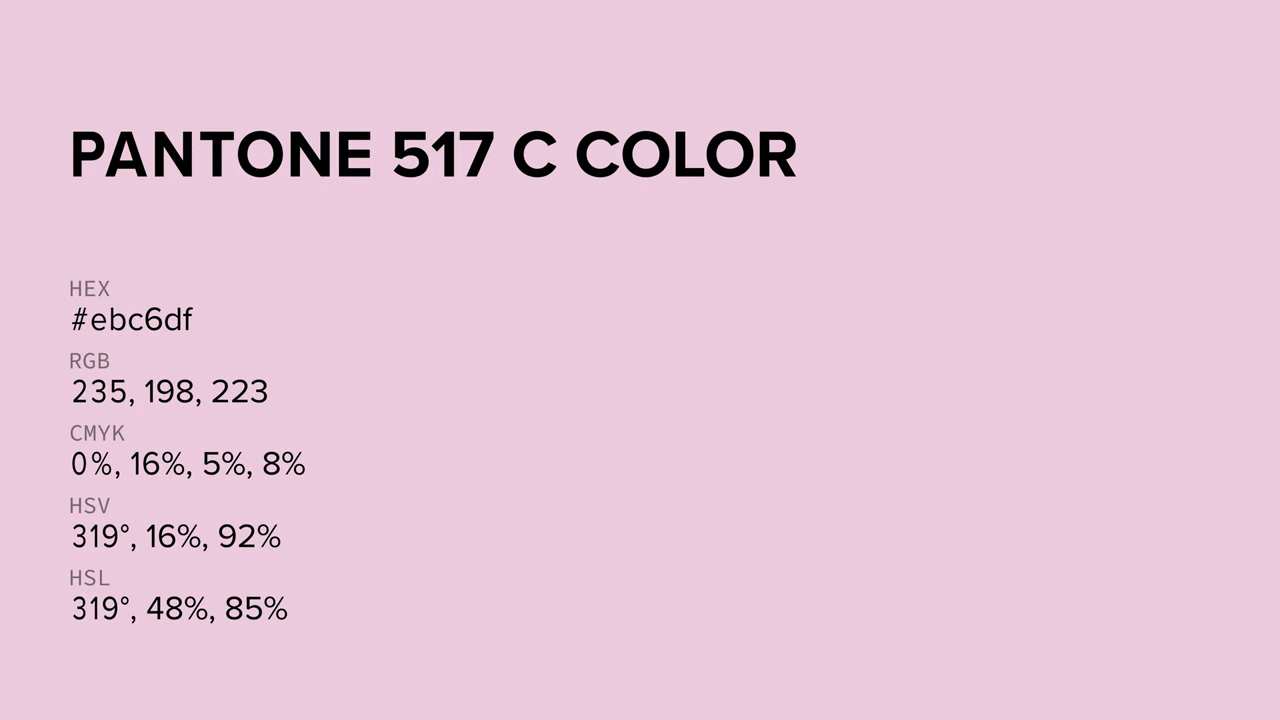 PANTONE 517 C COLOR
HEX
#ebc6df
RGB
235, 198, 223
CMYK
0%, 16%, 5%, 8%
HSV
319°, 16%, 92%
HSL
319°, 48%, 85%